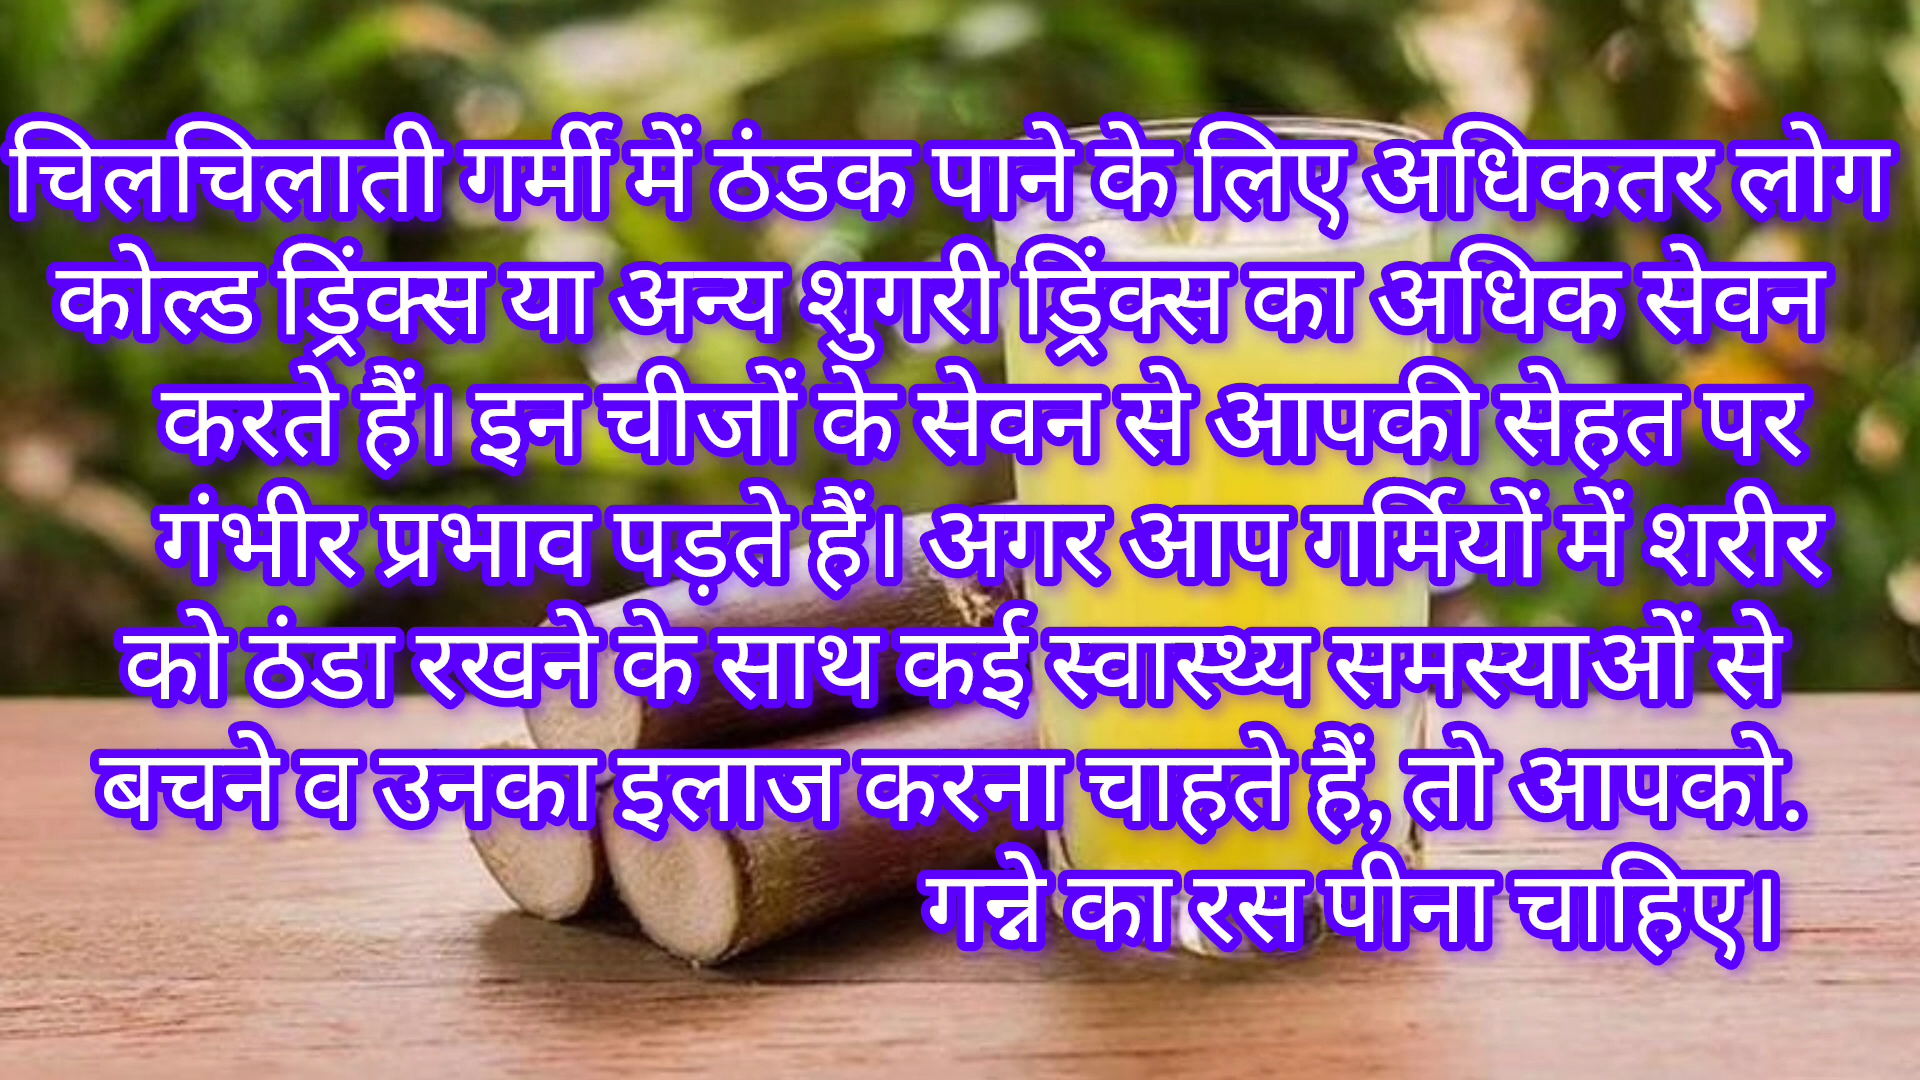 चिलचिलाती गर्मी में ठंडक पाने के लिए अधिकतर लोग
कोल्ड ड्रिंक्स या अन्य शुगरी ड्रिंक्स का अधिक सेवन
करते हैं। इन चीजों के सेवन से आपकी सेहत पर
गंभीर प्रभाव पड़ते हैं। अगर आप गर्मियों में शरीर
को ठंडा रखने के साथ कई स्वास्थ्य समस्याओं से
बचने व उनका इलाज करना चाहते हैं, तो आपको.
गन्ने का रस पीना चाहिए।